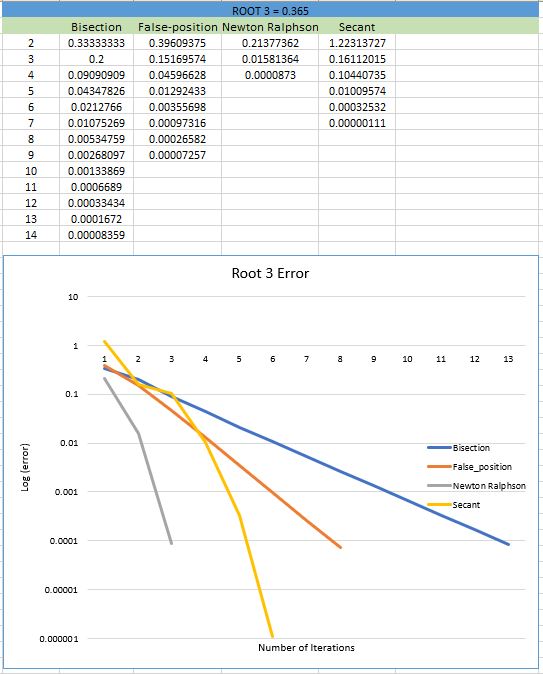 ROOT 3 = 0.365
Bisection False-position Newton Ralphson Secant
2 0.33333333 0.39609375 0.21377362 1.22313727
3 0.2 0.15169574 0.01581364 0.16112015
4 0.09090909 0.04596628 0.0000873 0.10440735
5 0.04347826 0.01292433 0.01009574
6 0.0212766 0.00355698 0.00032532
7 0.01075269 0.00097316 0.00000111
8 0.00534759 0.00026582
9 0.00268097 0.00007257
10 0.00133869
11 0.0006689
12 0.00033434
13 0.0001672
14 0.00008359
Root 3 Error
10
1
1 2 3 4 5 6 7 8 9 10 11 12 13
0.1
0.01
0.001
0.0001
0.00001
0.000001
Log (error)
Bisection
False_position
Newton Ralphson
Secant
Number of Iterations